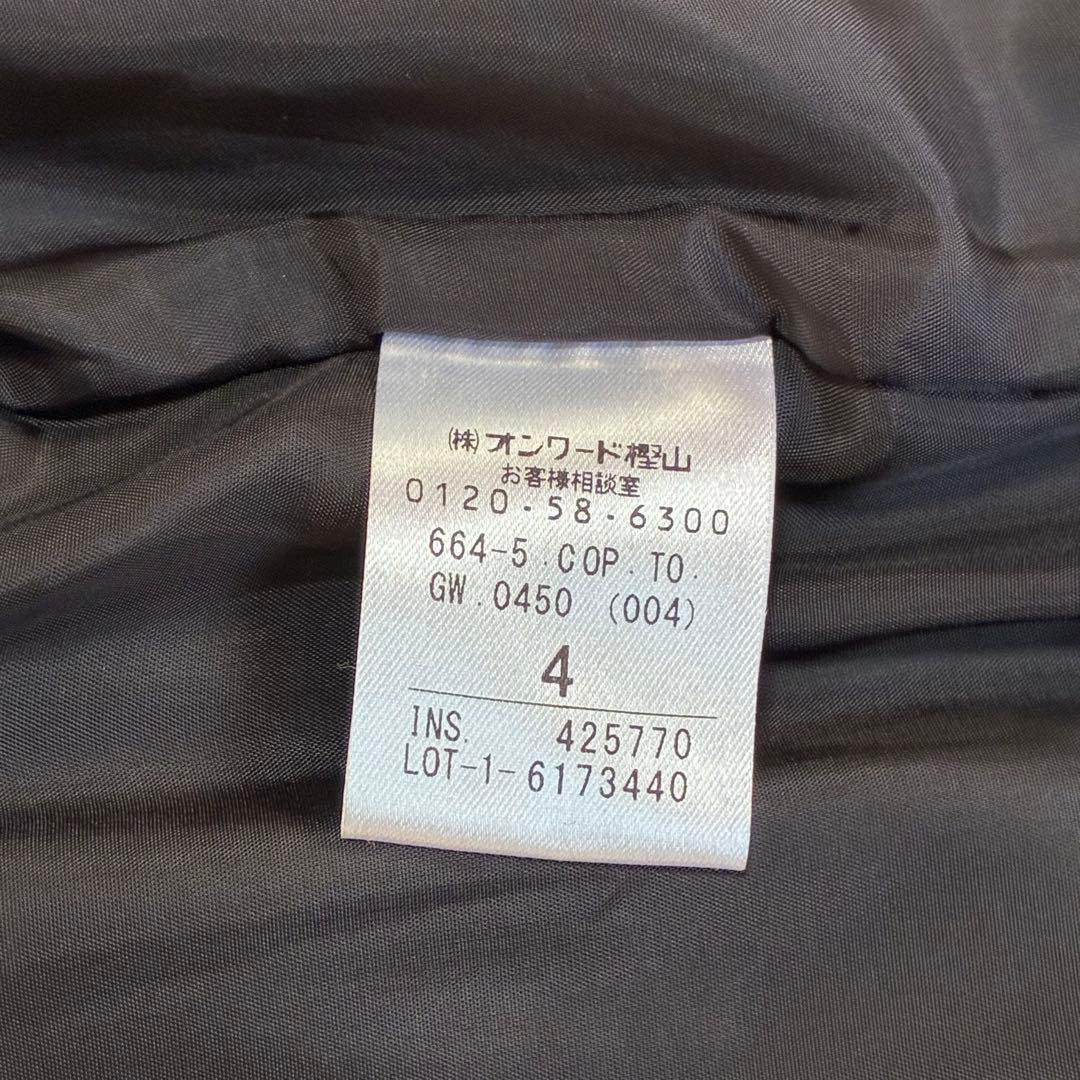 (株)オンワード樫山
お客様相談室
0120-58-6300
664-5.COP.TO.
GW.0450 (004)
4
INS. 425770
LOT-1-6173440